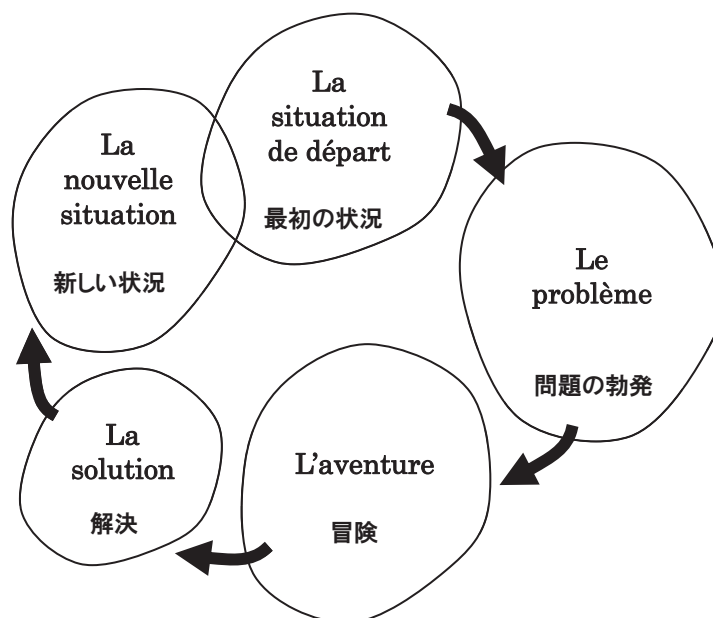 La
situation
de départ
最初の状況
Le
problème
問題の勃発
L'aventure
冒険
La
solution
解決
La
nouvelle
situation
新しい状況